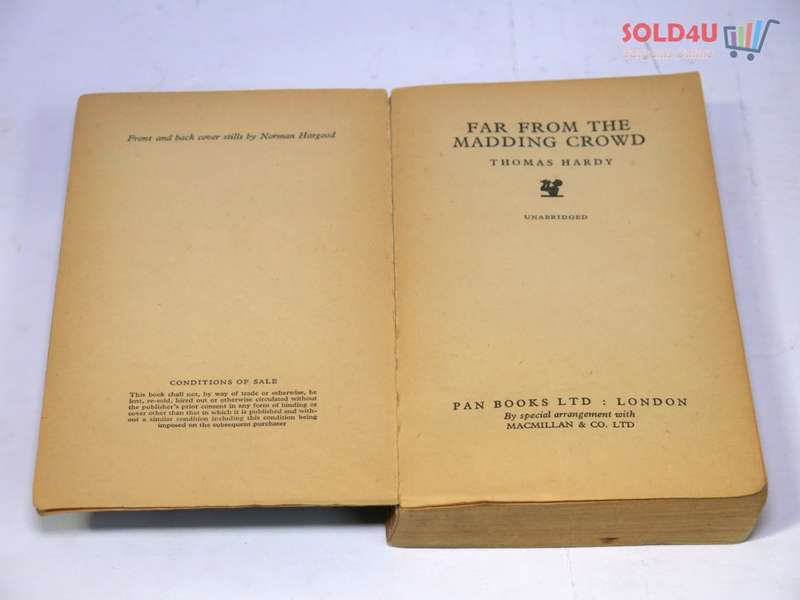 SOLD4U
Bargains Online
Front and back cover stills by Norman Hargood
CONDITIONS OF SALE
This book shall not, by way of trade or otherwise, be
lent, re-sold, hired out or otherwise circulated without
the publisher's prior consent in any form of binding or
cover other than that in which it is published and with-
out a similar condition including this condition being
imposed on the subsequent purchaser
FAR FROM THE
MADDING CROWD
THOMAS HARDY
UNABRIDGED
PAN BOOKS LTD : LONDON
By special arrangement with
MACMILLAN & CO. LTD